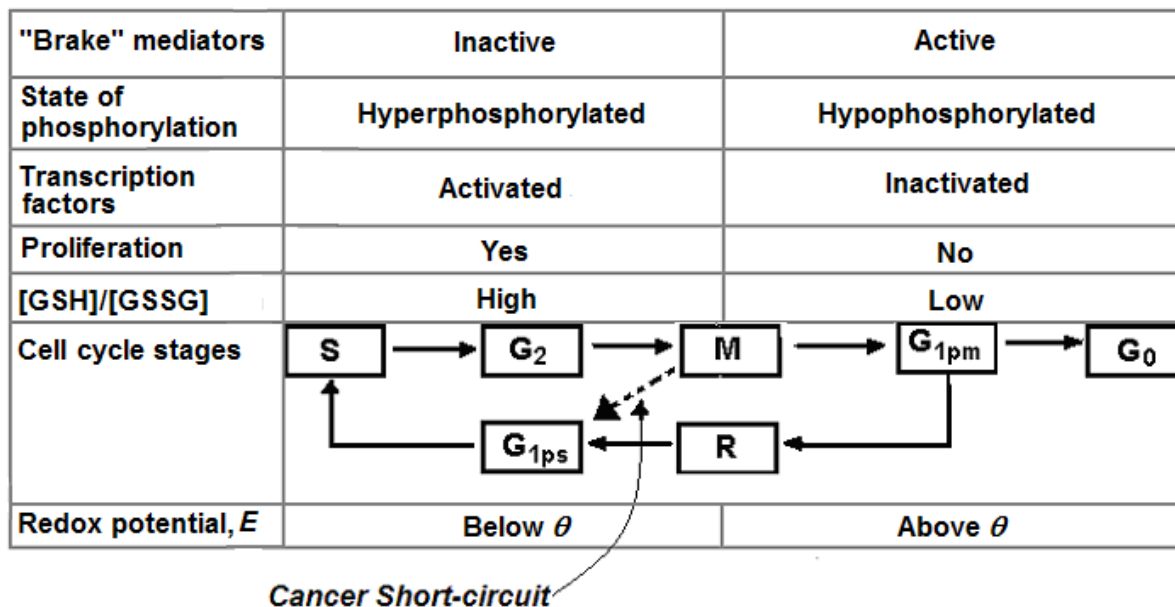 "Brake" mediators
Inactive
Active
State of
phosphorylation
Hyperphosphorylated
Hypophosphorylated
Transcription
factors
Activated
Inactivated
Proliferation
Yes
No
[GSH]/[GSSG]
High
Low
Cell cycle stages
S
G2
M
G1pm
G0
G1ps
R
Redox potential, E
Below θ
Above θ
Cancer Short-circuit